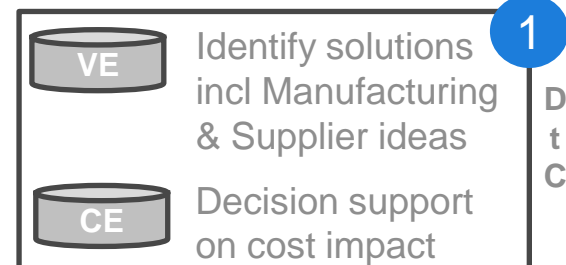 1
VE
Identify solutions
incl Manufacturing
& Supplier ideas
CE
Decision support
on cost impact
D
t
C